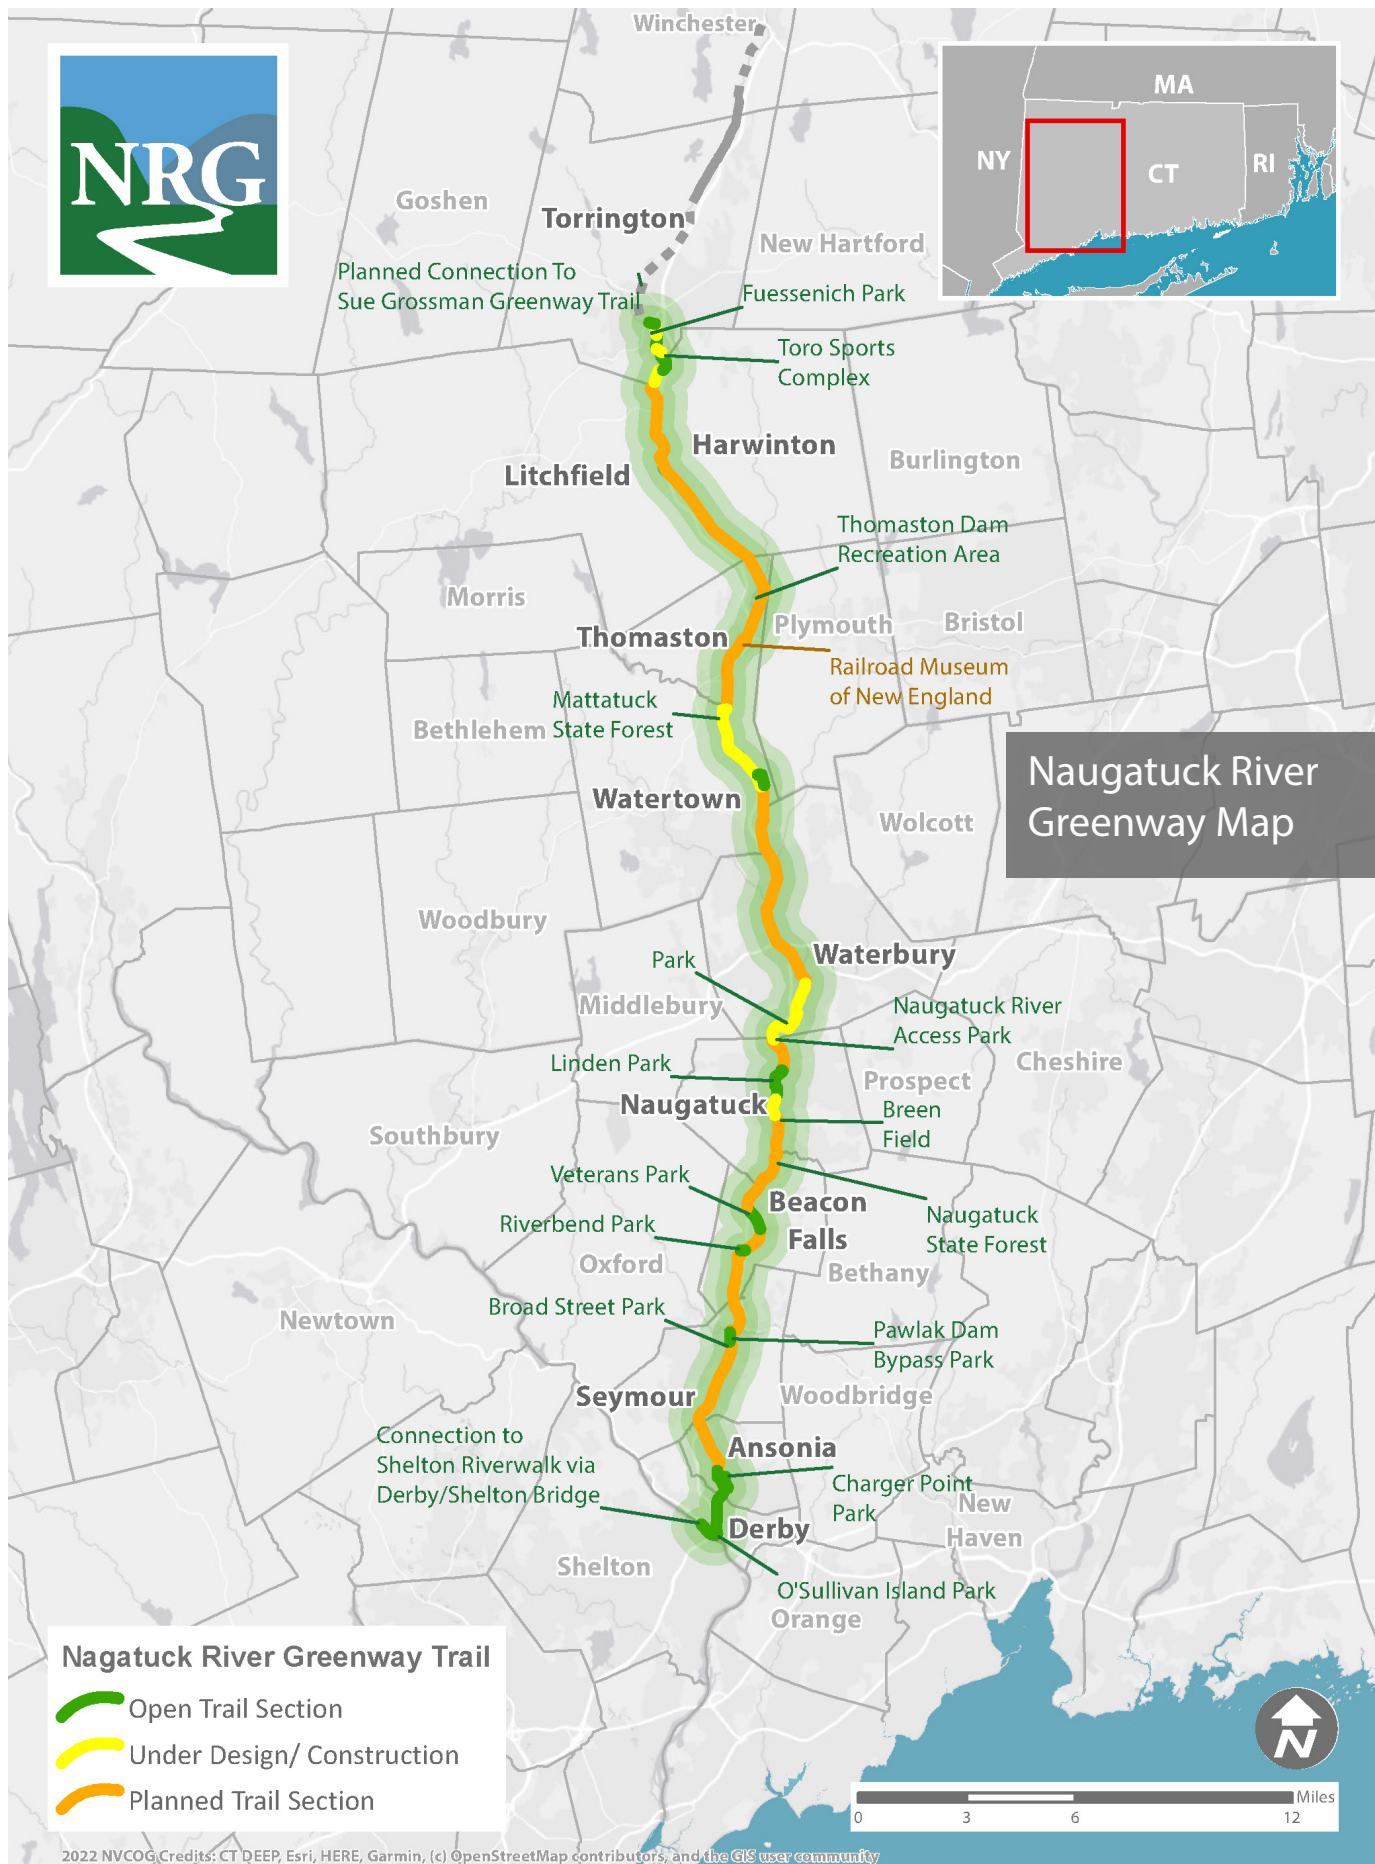 Winchester
NRG
MA
NY
CT
RI
Goshen
Torrington
New Hartford
Planned Connection To
Sue Grossman Greenway Trail
Fuessenich Park
Toro Sports
Complex
Harwinton
Litchfield
Burlington
Thomaston Dam
Recreation Area
Morris
Thomaston
Plymouth
Bristol
Railroad Museum
of New England
Mattatuck
State Forest
Bethlehem
Naugatuck River
Greenway Map
Watertown
Wolcott
Woodbury
Waterbury
Park
Middlebury
Naugatuck River
Access Park
Linden Park
Cheshire
Prospect
Naugatuck
Breen
Field
Southbury
Veterans Park
Beacon
Falls
Riverbend Park
Naugatuck
State Forest
Oxford
Bethany
Broad Street Park
Newtown
Pawlak Dam
Bypass Park
Seymour
Woodbridge
Connection to
Shelton Riverwalk via
Derby/Shelton Bridge
Ansonia
Charger Point
Park
New
Haven
Derby
Shelton
O'Sullivan Island Park
Orange
Nagatuck River Greenway Trail
Open Trail Section
Under Design/ Construction
Planned Trail Section
N
Miles
0 3 6 12
2022 NVCOG Credits: CT DEEP, Esri, HERE, Garmin, (c) OpenStreetMap contributors, and the GIS user community